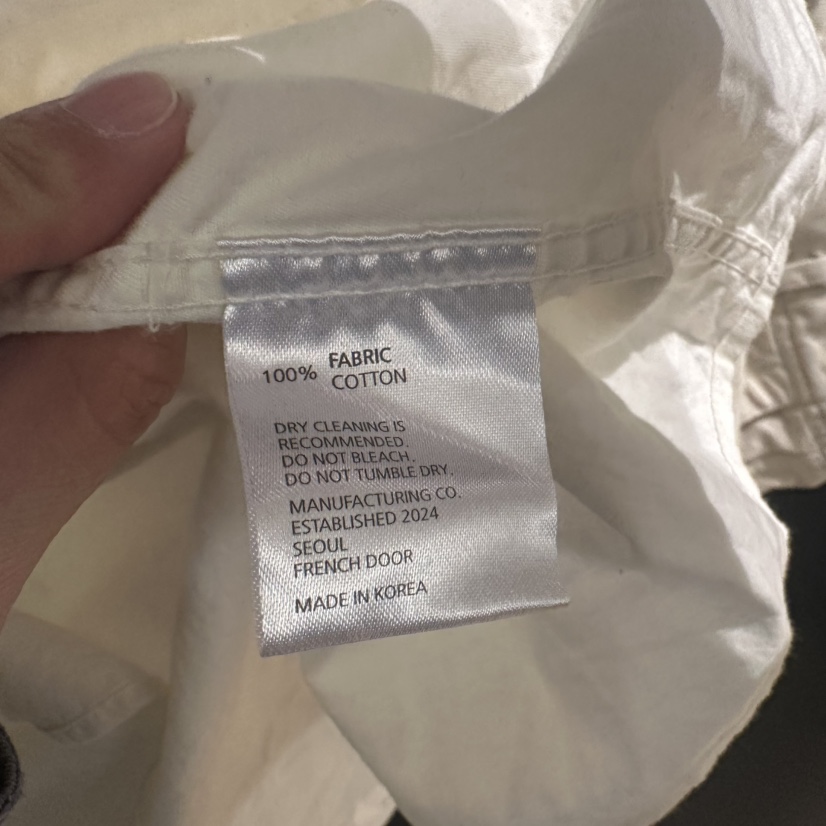 FABRIC
100% COTTON
DRY CLEANING IS
RECOMMENDED.
DO NOT BLEACH.
DO NOT TUMBLE DRY.
MANUFACTURING CO.
ESTABLISHED 2024
SEOUL
FRENCH DOOR
MADE IN KOREA